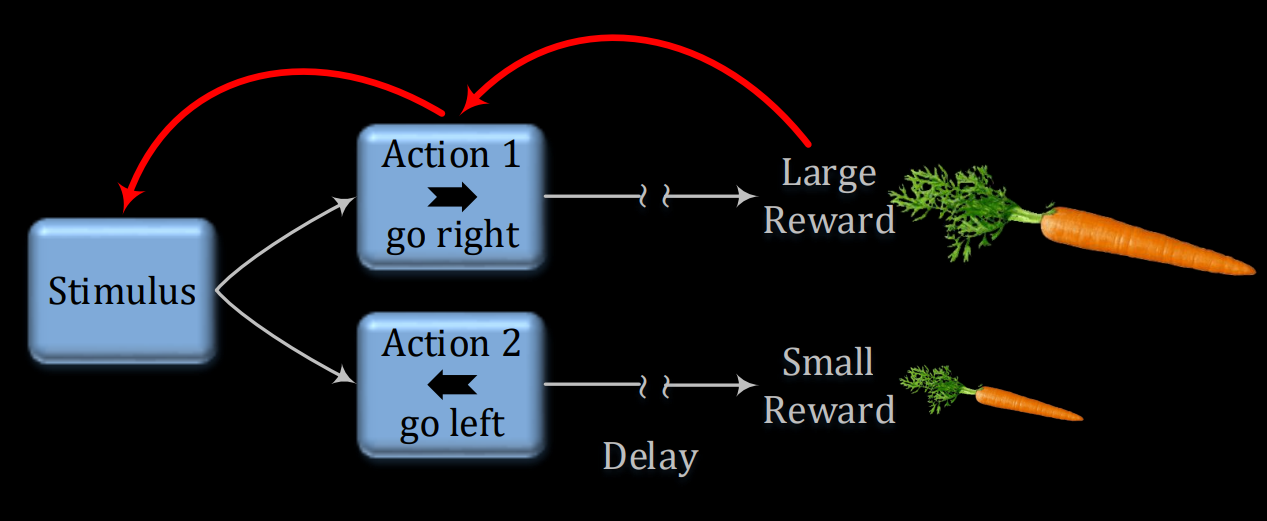 Stimulus
Action 1
go right
Large
Reward
Action 2
go left
Small
Reward
Delay